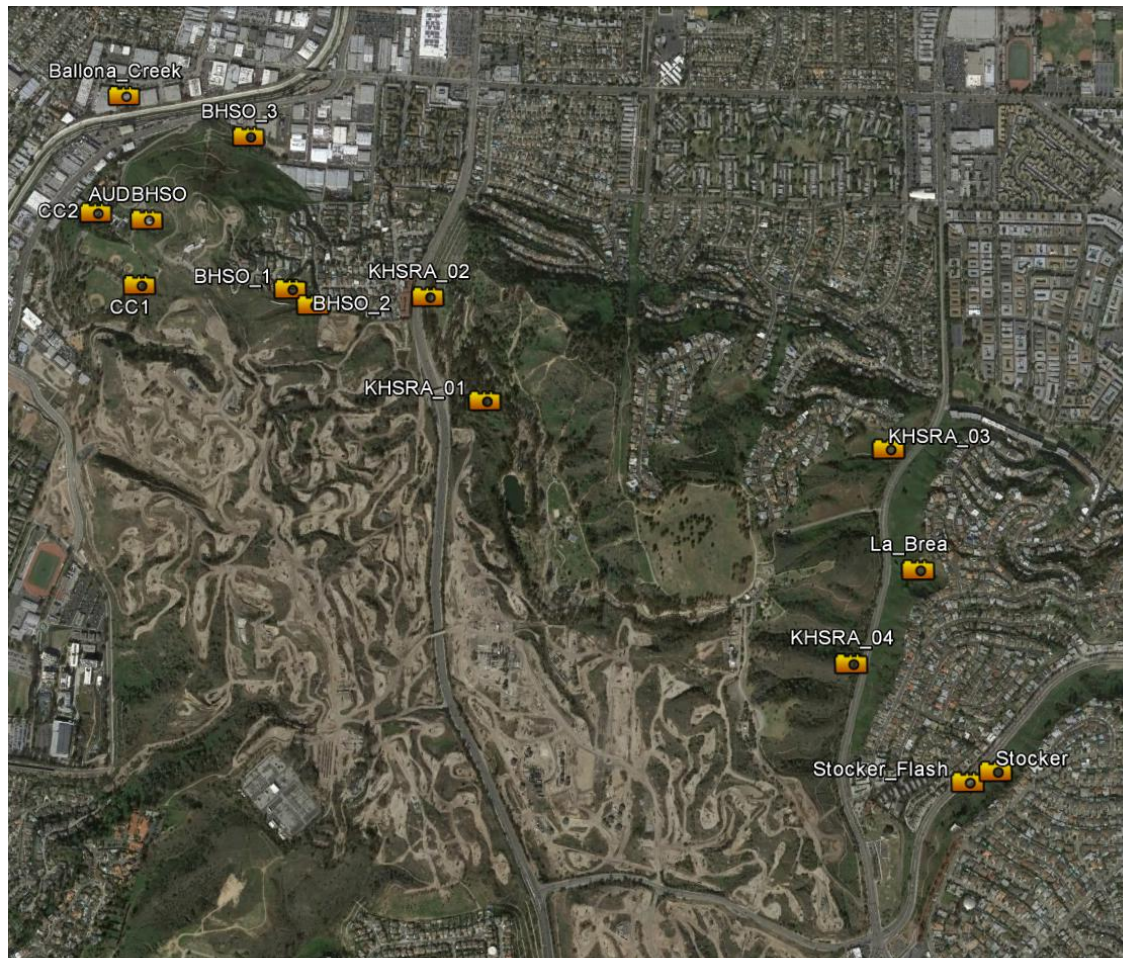 Ballona_Creek
BHSO_3
AUDBHSO
CC2
BHSO_1
KHSRA_02
CC1
BHSO_2
KHSRA_01
KHSRA_03
La_Brea
KHSRA_04
Stocker_Flash
Stocker